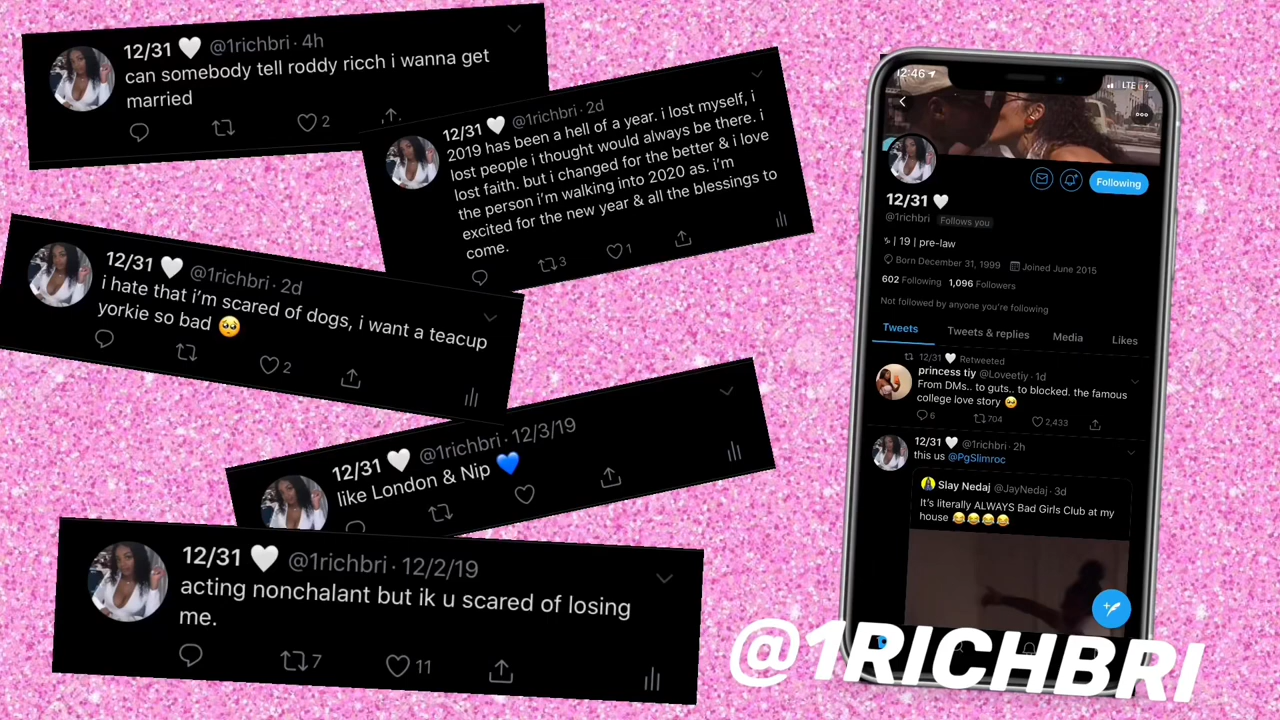 12/31 🤍 @1richbri · 4h
can somebody tell roddy ricch i wanna get
married
2
12/31 🤍 @1richbri · 2d
2019 has been a hell of a year. i lost myself, i
lost people i thought would always be there. i
lost faith. but i changed for the better & i love
the person i'm walking into 2020 as. i'm
excited for the new year & all the blessings to
come.
3 1
12/31 🤍 @1richbri · 2d
i hate that i'm scared of dogs, i want a teacup
yorkie so bad 🥺
2
12/31 🤍 @1richbri · 12/3/19
like London & Nip 💙
12/31 🤍 @1richbri · 12/2/19
acting nonchalant but ik u scared of losing
me.
7 11
12:46 LTE
Following
12/31 🤍
@1richbri Follows you
♑︎ | 19 | pre-law
Born December 31, 1999 Joined June 2015
602 Following 1,096 Followers
Not followed by anyone you're following
Tweets Tweets & replies Media Likes
12/31 🤍 Retweeted
princess tiy @Loveetiy · 1d
From DMs.. to guts.. to blocked. the famous
college love story 🥺
6 704 2,433
12/31 🤍 @1richbri · 2h
this us @PgSlimroc
Slay Nedaj @JayNedaj · 3d
It's literally ALWAYS Bad Girls Club at my
house 😂😂😂😂
@1RICHBRI